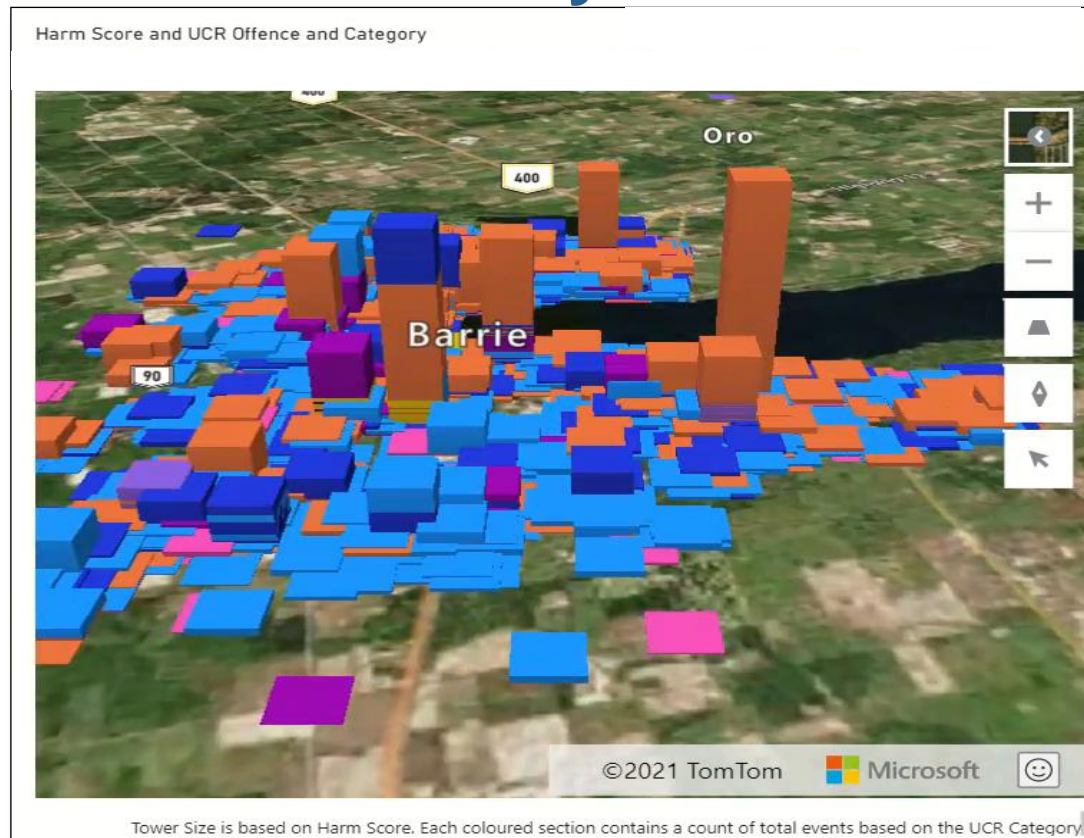 Harm Score and UCR Offence and Category
400
Oro
400
Barrie
90
©2021 TomTom
Microsoft
Tower Size is based on Harm Score. Each coloured section contains a count of total events based on the UCR Category